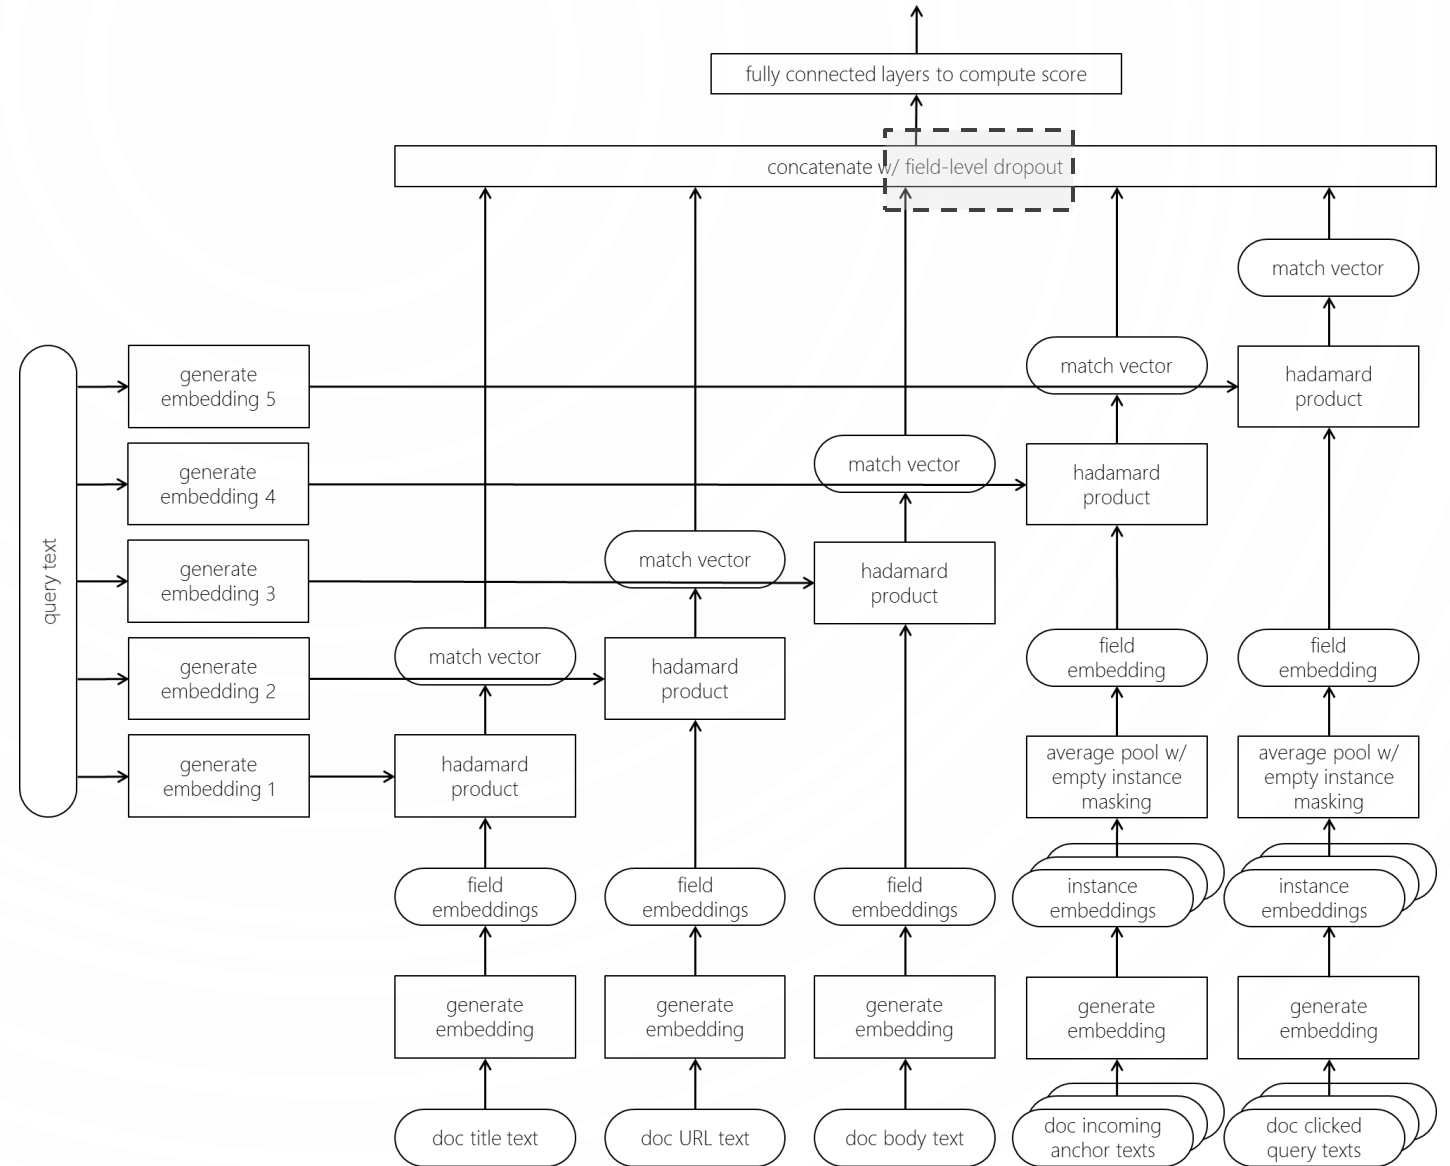 fully connected layers to compute score
concatenate w/ field-level dropout
match vector
match vector
match vector
match vector
match vector
query text
generate
embedding 5
generate
embedding 4
generate
embedding 3
generate
embedding 2
generate
embedding 1
hadamard
product
hadamard
product
hadamard
product
hadamard
product
hadamard
product
field
embedding
field
embedding
average pool w/
empty instance
masking
average pool w/
empty instance
masking
field
embeddings
field
embeddings
field
embeddings
instance
embeddings
instance
embeddings
generate
embedding
generate
embedding
generate
embedding
generate
embedding
generate
embedding
doc title text
doc URL text
doc body text
doc incoming
anchor texts
doc clicked
query texts